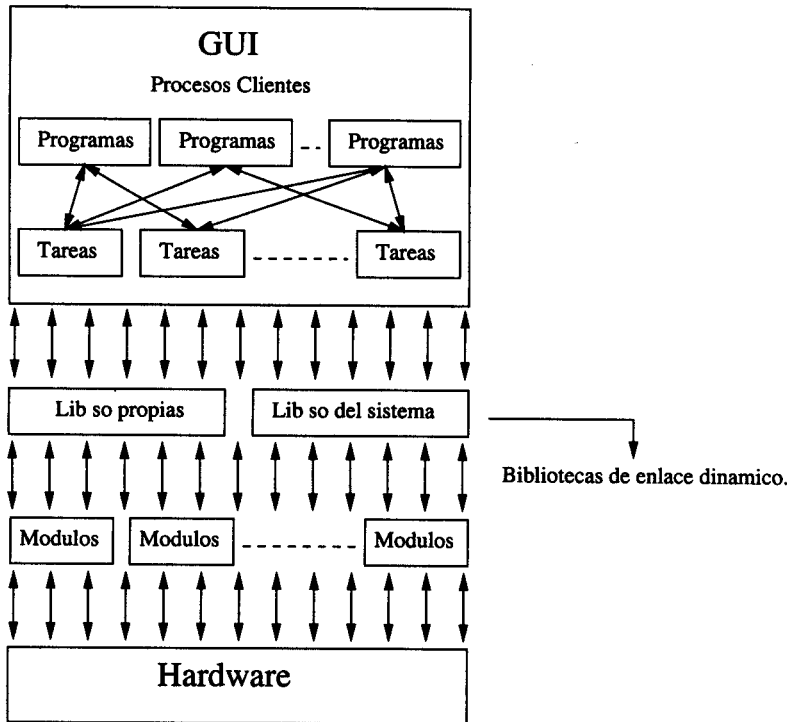 GUI
Procesos Clientes
Programas
Programas
Programas
Tareas
Tareas
Tareas
Lib so propias
Lib so del sistema
Bibliotecas de enlace dinamico.
Modulos
Modulos
Modulos
Hardware